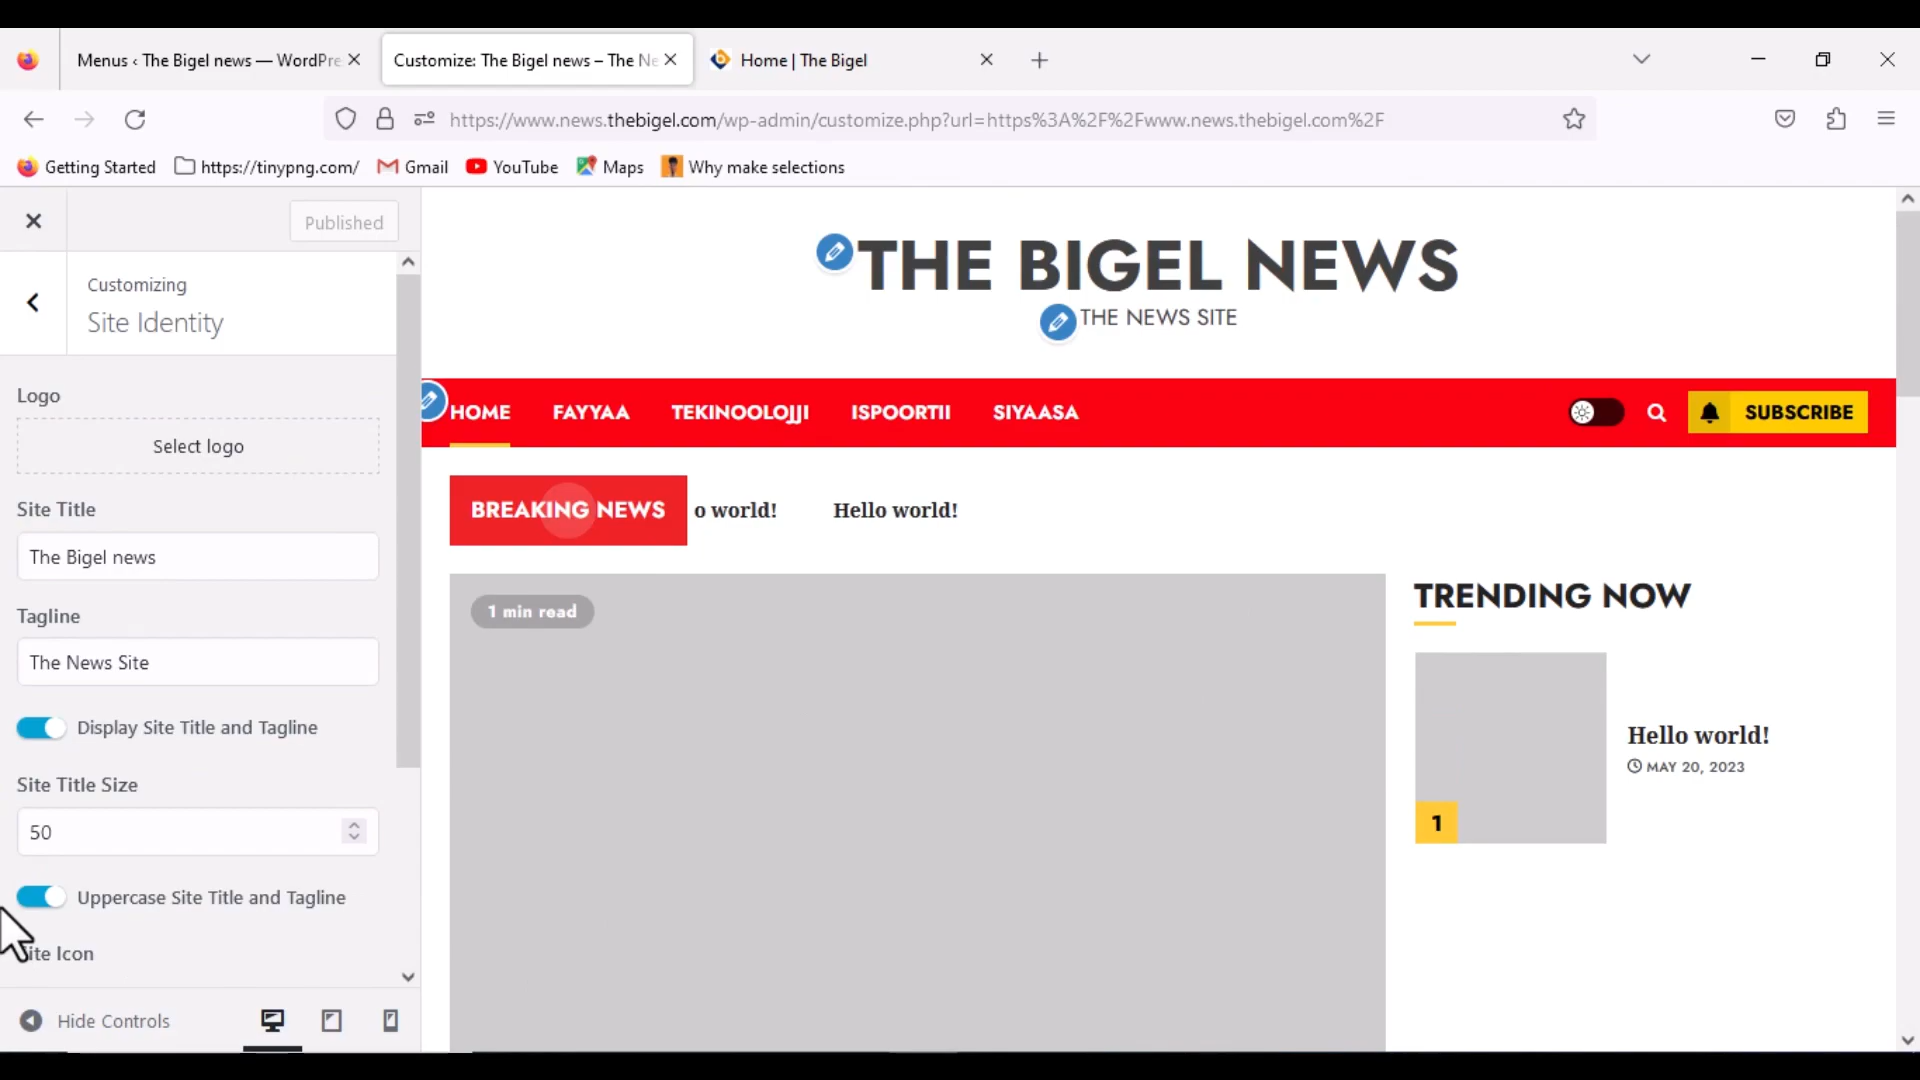 Menus ‹ The Bigel news — WordPre
Customize: The Bigel news – The Ne
Home | The Bigel
https://www.news.thebigel.com/wp-admin/customize.php?url=https%3A%2F%2Fwww.news.thebigel.com%2F
Getting Started
https://tinypng.com/
Gmail
YouTube
Maps
Why make selections
Published
Customizing
Site Identity
Logo
Select logo
Site Title
The Bigel news
Tagline
The News Site
Display Site Title and Tagline
Site Title Size
50
Uppercase Site Title and Tagline
ite Icon
Hide Controls
THE BIGEL NEWS
THE NEWS SITE
HOME FAYYAA TEKINOOLOJJI ISPOORTII SIYAASA
SUBSCRIBE
BREAKING NEWS
o world! Hello world!
1 min read
TRENDING NOW
Hello world!
MAY 20, 2023
1